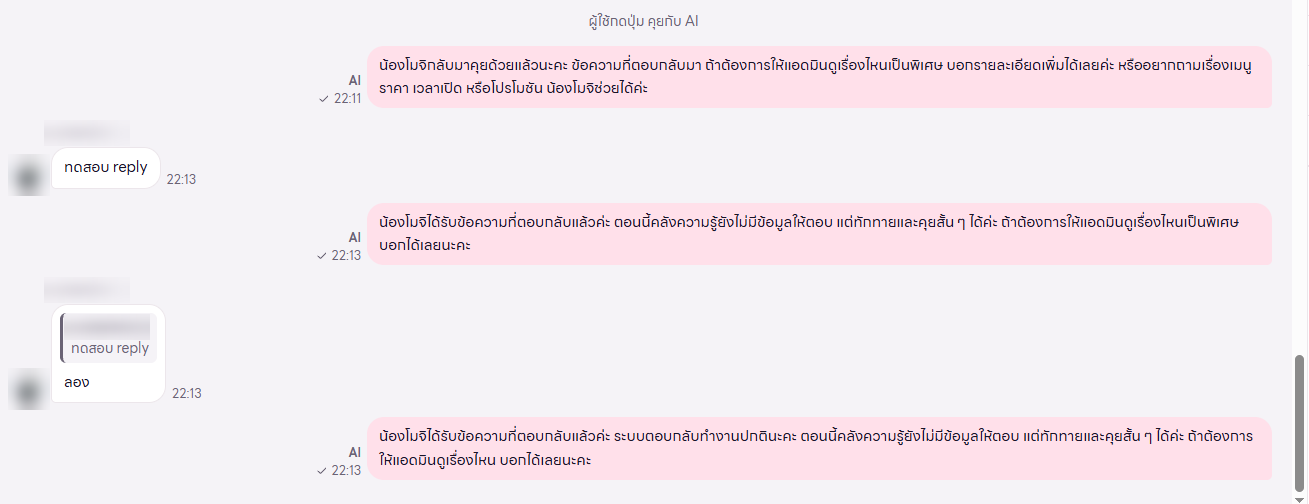 ผู้ใช้กดปุ่ม คุยกับ AI
น้องโมจิกลับมาคุยด้วยแล้วนะคะ ข้อความที่ตอบกลับมา ถ้าต้องการให้แอดมินดูเรื่องไหนเป็นพิเศษ บอกรายละเอียดเพิ่มได้เลยค่ะ หรืออยากถามเรื่องเมนู
ราคา เวลาเปิด หรือโปรโมชัน น้องโมจิช่วยได้ค่ะ
AI
22:11
ทดสอบ reply
22:13
น้องโมจิได้รับข้อความที่ตอบกลับแล้วค่ะ ตอนนี้คลังความรู้ยังไม่มีข้อมูลให้ตอบ แต่ทักทายและคุยสั้น ๆ ได้ค่ะ ถ้าต้องการให้แอดมินดูเรื่องไหนเป็นพิเศษ
บอกได้เลยนะคะ
AI
22:13
ทดสอบ reply
ลอง
22:13
น้องโมจิได้รับข้อความที่ตอบกลับแล้วค่ะ ระบบตอบกลับทำงานปกตินะคะ ตอนนี้คลังความรู้ยังไม่มีข้อมูลให้ตอบ แต่ทักทายและคุยสั้น ๆ ได้ค่ะ ถ้าต้องการ
ให้แอดมินดูเรื่องไหน บอกได้เลยนะคะ
AI
22:13